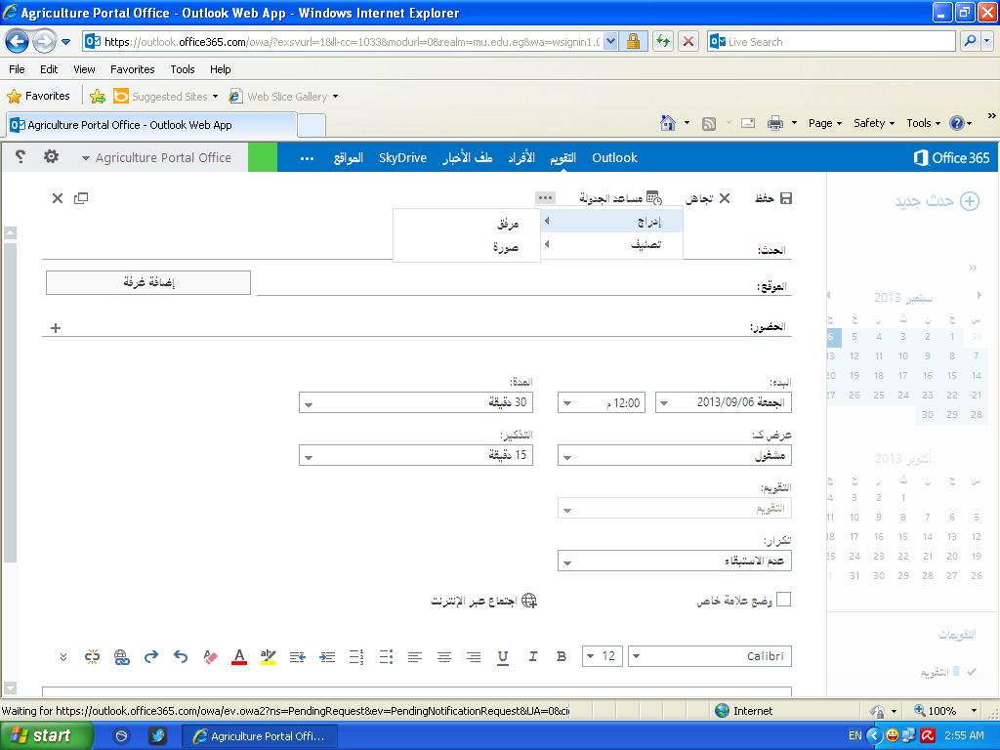 Agriculture Portal Office - Outlook Web App - Windows Internet Explorer
https://outlook.office365.com/owa/?exsvurl=1&ll-cc=1033&modurl=0&realm=mu.edu.eg&wa=wsignin1.0
Live Search
File Edit View Favorites Tools Help
Favorites Suggested Sites Web Slice Gallery
Agriculture Portal Office - Outlook Web App
Page Safety Tools
Office 365
Outlook التقويم الأفراد ملف الأخبار SkyDrive المواقع ...
Agriculture Portal Office
حدث جديد
حفظ تجاهل مساعد الجدولة ...
إدراج
تصنيف
مرفق
صورة
الحدث:
الموقع:
إضافة غرفة
الحضور:
البدء:
المدة:
الجمعة 2013/09/06
12:00 م
30 دقيقة
عرض كـ:
التذكير:
مشغول
15 دقيقة
التقويم:
التقويم
تكرار:
عدم الاستبقاء
وضع علامة خاص
اجتماع عبر الإنترنت
Calibri 12 B I U
سبتمبر 2013
س ح ن ث ر خ ج
31 1 2 3 4 5 6
7 8 9 10 11 12 13
14 15 16 17 18 19 20
21 22 23 24 25 26 27
28 29 30
أكتوبر 2013
س ح ن ث ر خ ج
1 2 3 4
5 6 7 8 9 10 11
12 13 14 15 16 17 18
19 20 21 22 23 24 25
26 27 28 29 30 31 1
التقويمات
التقويم
Waiting for https://outlook.office365.com/owa/ev.owa2?ns=PendingRequest&ev=PendingNotificationRequest&UA=0&cid
Internet
100%
start
Agriculture Portal Offi...
EN
2:55 AM